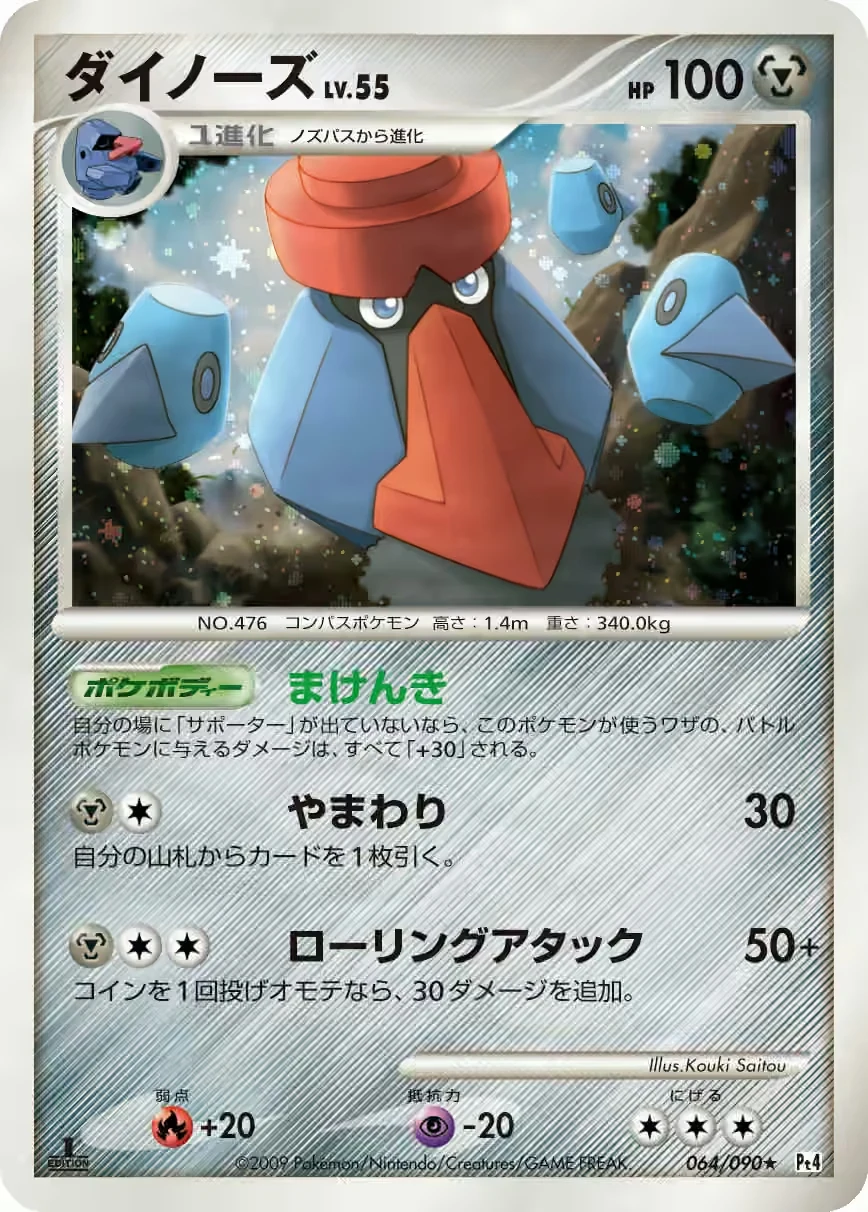 ダイノーズ LV.55 HP 100
1進化 ノズパスから進化
NO.476 コンパスポケモン 高さ:1.4m 重さ:340.0kg
ポケボディー まけんき
自分の場に「サポーター」が出ていないなら、このポケモンが使うワザの、バトル
ポケモンに与えるダメージは、すべて「+30」される。
やまわり 30
自分の山札からカードを1枚引く。
ローリングアタック 50+
コインを1回投げオモテなら、30ダメージを追加。
Illus.Kouki Saitou
弱点 抵抗力 にげる
+20 -20
1 EDITION ©2009 Pokémon/Nintendo/Creatures/GAME FREAK. 064/090★ Pt4